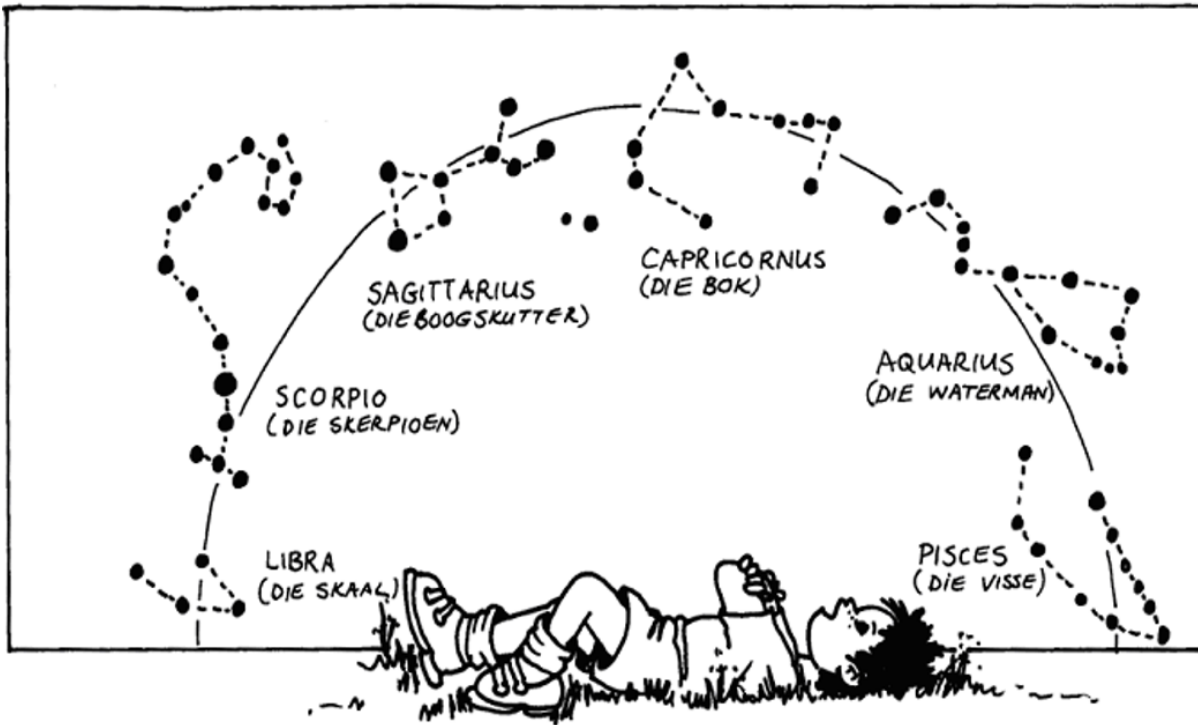 CAPRICORNUS
(DIE BOK)
SAGITTARIUS
(DIE BOOGSKUTTER)
AQUARIUS
(DIE WATERMAN)
SCORPIO
(DIE SKERPIOEN)
LIBRA
(DIE SKAAL)
PISCES
(DIE VISSE)